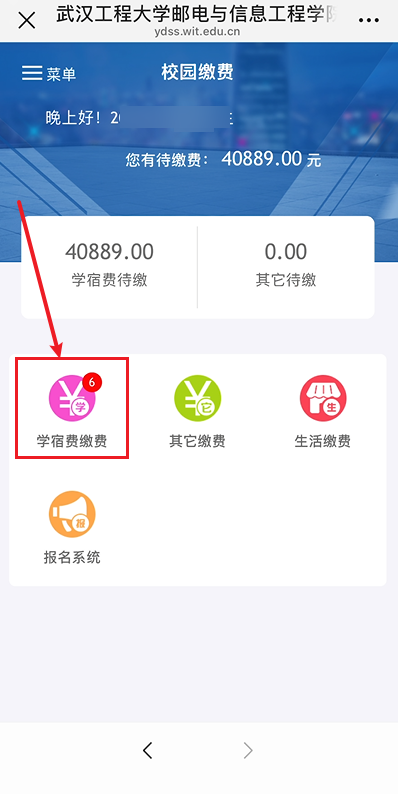 武汉工程大学邮电与信息工程学院
ydss.wit.edu.cn
菜单
校园缴费
晚上好！20
您有待缴费： 40889.00 元
40889.00
0.00
学宿费待缴
其它待缴
6
学
它
生
学宿费缴费
其它缴费
生活缴费
报
报名系统